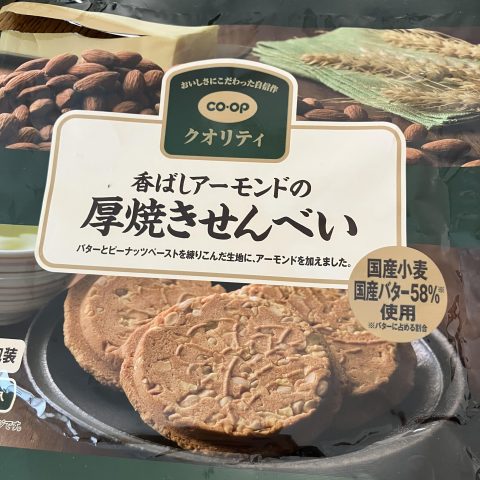 おいしさにこだわった自信作
CO·OP
クオリティ
香ばしアーモンドの
厚焼きせんべい
バターとピーナッツペーストを練りこんだ生地に、アーモンドを加えました。
国産小麦
国産バター58%※
使用
※バターに占める割合
包装
です。